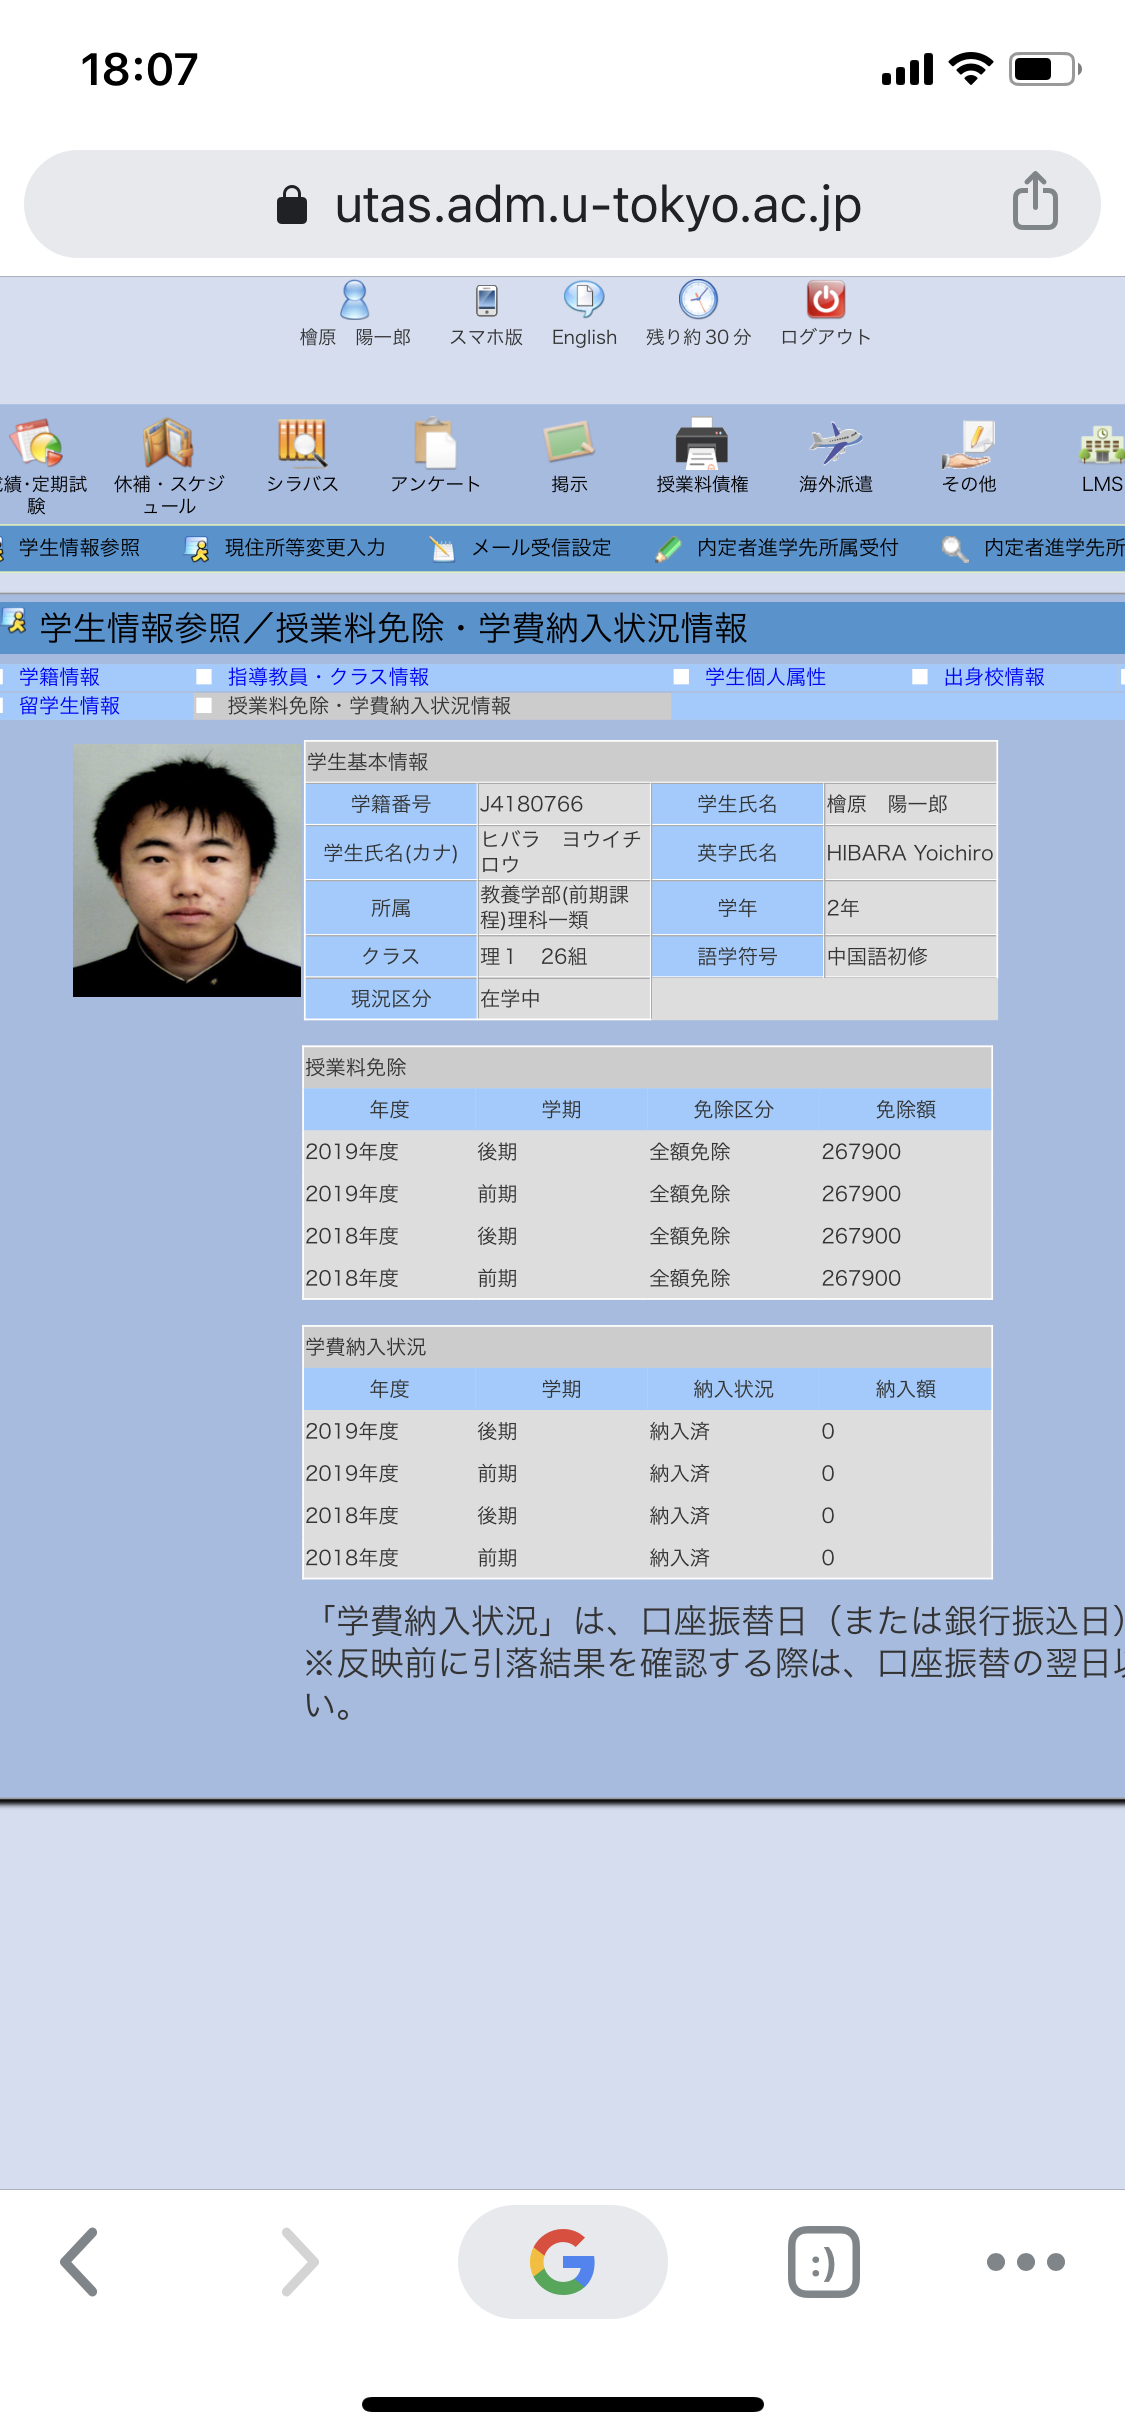 18:07
utas.adm.u-tokyo.ac.jp
檜原　陽一郎 スマホ版 English 残り約 30 分 ログアウト
績･定期試験 休補・スケジュール シラバス アンケート 掲示 授業料債権 海外派遣 その他 LMS
学生情報参照 現住所等変更入力 メール受信設定 内定者進学先所属受付 内定者進学先所
学生情報参照／授業料免除・学費納入状況情報
学籍情報 指導教員・クラス情報 学生個人属性 出身校情報
留学生情報 授業料免除・学費納入状況情報
学生基本情報
学籍番号 J4180766 学生氏名 檜原　陽一郎
学生氏名(カナ) ヒバラ　ヨウイチロウ 英字氏名 HIBARA Yoichiro
所属 教養学部(前期課程)理科一類 学年 2年
クラス 理１　26組 語学符号 中国語初修
現況区分 在学中
授業料免除
年度 学期 免除区分 免除額
2019年度 後期 全額免除 267900
2019年度 前期 全額免除 267900
2018年度 後期 全額免除 267900
2018年度 前期 全額免除 267900
学費納入状況
年度 学期 納入状況 納入額
2019年度 後期 納入済 0
2019年度 前期 納入済 0
2018年度 後期 納入済 0
2018年度 前期 納入済 0
「学費納入状況」は、口座振替日（または銀行振込日）
※反映前に引落結果を確認する際は、口座振替の翌日以
い。
:)